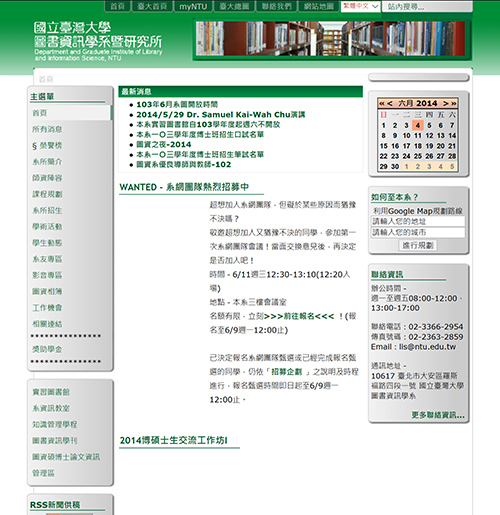 首頁 臺大首頁 myNTU 臺大總圖 聯絡我們 網站地圖 繁體中文 站內搜尋...
國立臺灣大學
圖書資訊學系暨研究所
Department and Graduate Institute of Library
and Information Science, NTU
首頁
主選單
首頁
所有消息
§ 榮譽榜
系所簡介
師資陣容
課程規劃
系所招生
學術活動
學生動態
系友專區
影音專區
圖資相簿
工作機會
相關連結
獎助學金
實習圖書館
系資訊教室
知識管理學程
圖書資訊學刊
圖資碩博士論文資訊
管理區
RSS新聞供稿
最新消息
103年6月系圖開放時間
2014/5/29 Dr. Samuel Kai-Wah Chu演講
本系實習圖書館自103學年度起週六不開放
本系一〇三學年度博士班招生口試名單
圖資之夜-2014
本系一〇三學年度博士班招生筆試名單
圖資系優良導師與教師-102
WANTED - 系網團隊熱烈招募中
超想加入系網團隊，但礙於某些原因而猶豫
不決嗎？
敬邀超想加入又猶豫不決的同學，參加第一
次系網團隊會議！當面交換意見後，再決定
是否加入吧！
時間 - 6/11週三12:30-13:10(12:20入
場)
地點 - 本系三樓會議室
名額有限，立刻>>>前往報名<<< ！(報
名至6/9週一12:00止)
已決定報名系網團隊甄選或已經完成報名甄
選的同學，仍依「招募企劃 」之說明及時程
進行，報名甄選時間即日起至6/9週一
12:00止。
2014博碩士生交流工作坊I
« < 六月 2014 > »
日 一 二 三 四 五 六
1 2 3 4 5 6 7
8 9 10 11 12 13 14
15 16 17 18 19 20 21
22 23 24 25 26 27 28
29 30
如何至本系？
利用Google Map規劃路線
請輸入您的地址
請輸入您的城市
進行規劃
聯絡資訊
辦公時間 -
週一至週五08:00-12:00、
13:00-17:00
聯絡電話：02-3366-2954
傳真號碼：02-2363-2859
Email : lis@ntu.edu.tw
通訊地址 -
10617 臺北市大安區羅斯
福路四段一號 國立臺灣大學
圖書資訊學系
更多聯絡資訊...